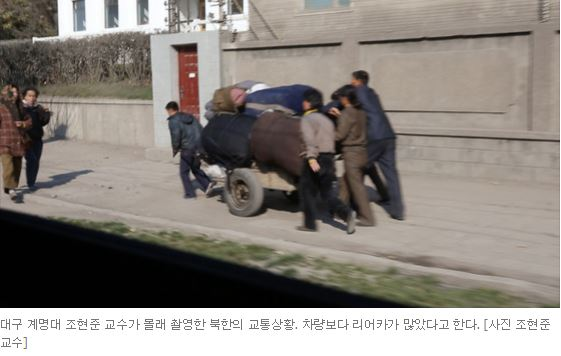 대구 계명대 조현준 교수가 몰래 촬영한 북한의 교통상황. 차량보다 리어카가 많았다고 한다. [사진 조현준
교수]